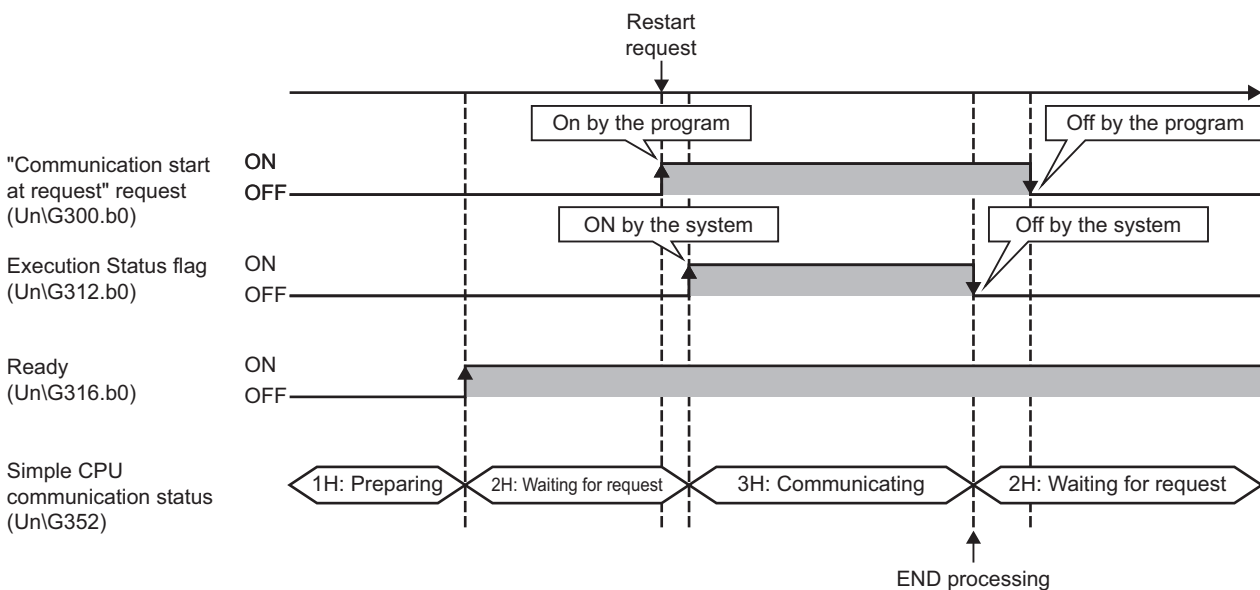 Restart
request
On by the program
Off by the program
"Communication start
at request" request
(Un\G300.b0)
ON
OFF
ON by the system
Off by the system
Execution Status flag
(Un\G312.b0)
ON
OFF
Ready
(Un\G316.b0)
ON
OFF
Simple CPU
communication status
(Un\G352)
1H: Preparing
2H: Waiting for request
3H: Communicating
2H: Waiting for request
END processing